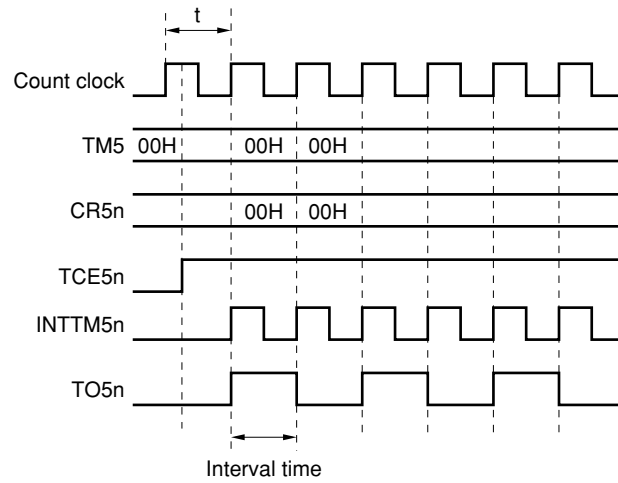 t
Count clock
TM5 00H 00H 00H
CR5n 00H 00H
TCE5n
INTTM5n
TO5n
Interval time